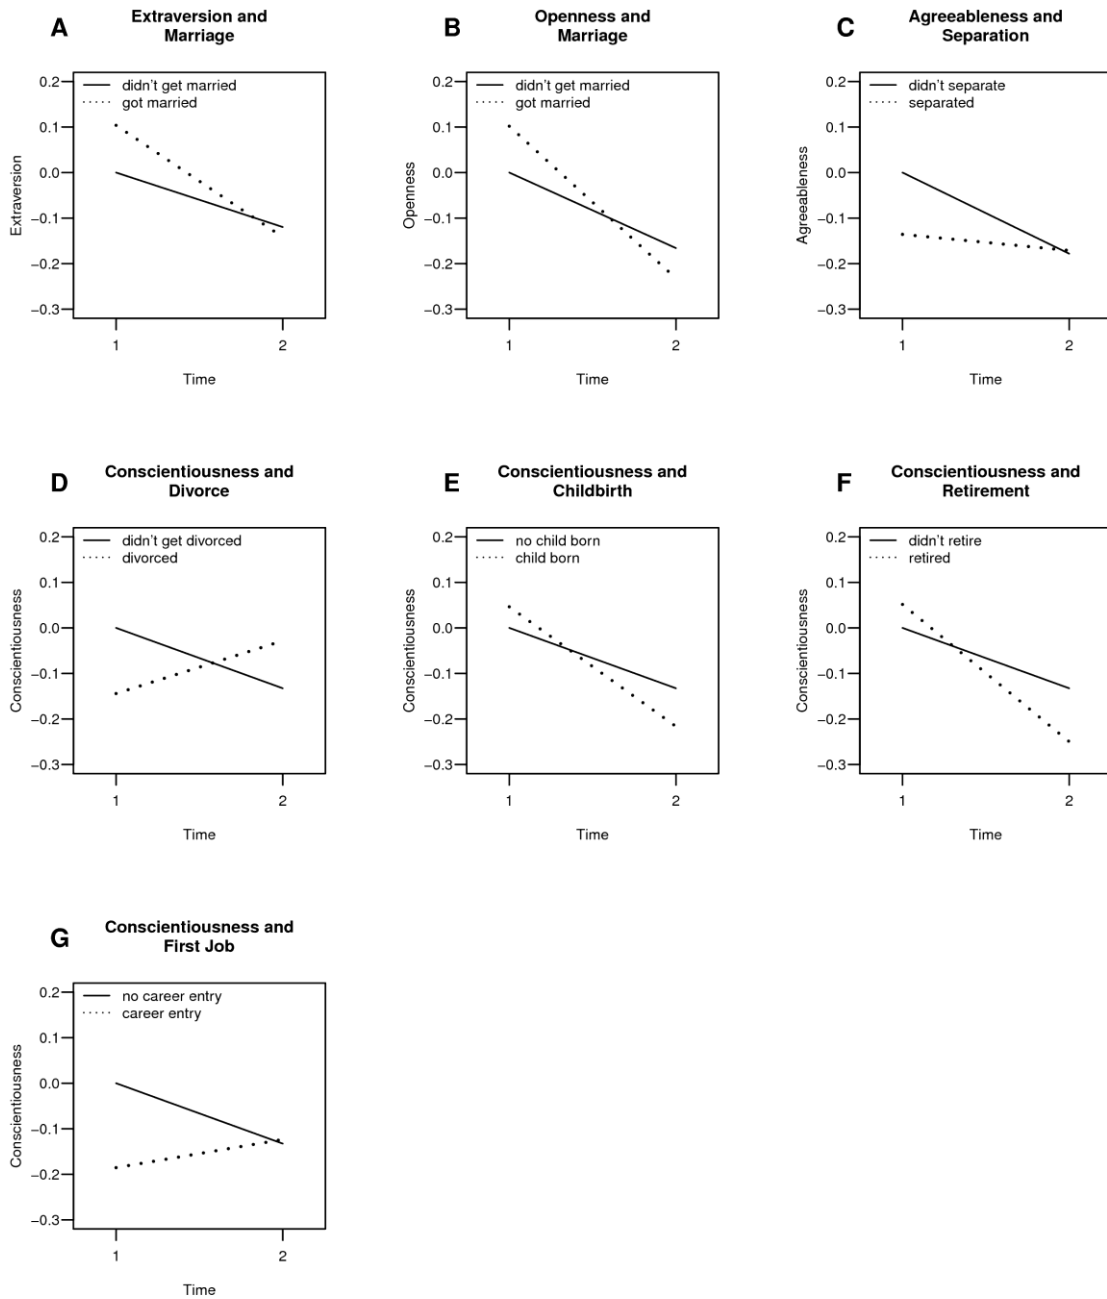 A
Extraversion and
Marriage
didn't get married
got married
0.2
0.1
0.0
−0.1
−0.2
−0.3
Extraversion
1
2
Time
B
Openness and
Marriage
didn't get married
got married
0.2
0.1
0.0
−0.1
−0.2
−0.3
Openness
1
2
Time
C
Agreeableness and
Separation
didn't separate
separated
0.2
0.1
0.0
−0.1
−0.2
−0.3
Agreeableness
1
2
Time
D
Conscientiousness and
Divorce
didn't get divorced
divorced
0.2
0.1
0.0
−0.1
−0.2
−0.3
Conscientiousness
1
2
Time
E
Conscientiousness and
Childbirth
no child born
child born
0.2
0.1
0.0
−0.1
−0.2
−0.3
Conscientiousness
1
2
Time
F
Conscientiousness and
Retirement
didn't retire
retired
0.2
0.1
0.0
−0.1
−0.2
−0.3
Conscientiousness
1
2
Time
G
Conscientiousness and
First Job
no career entry
career entry
0.2
0.1
0.0
−0.1
−0.2
−0.3
Conscientiousness
1
2
Time